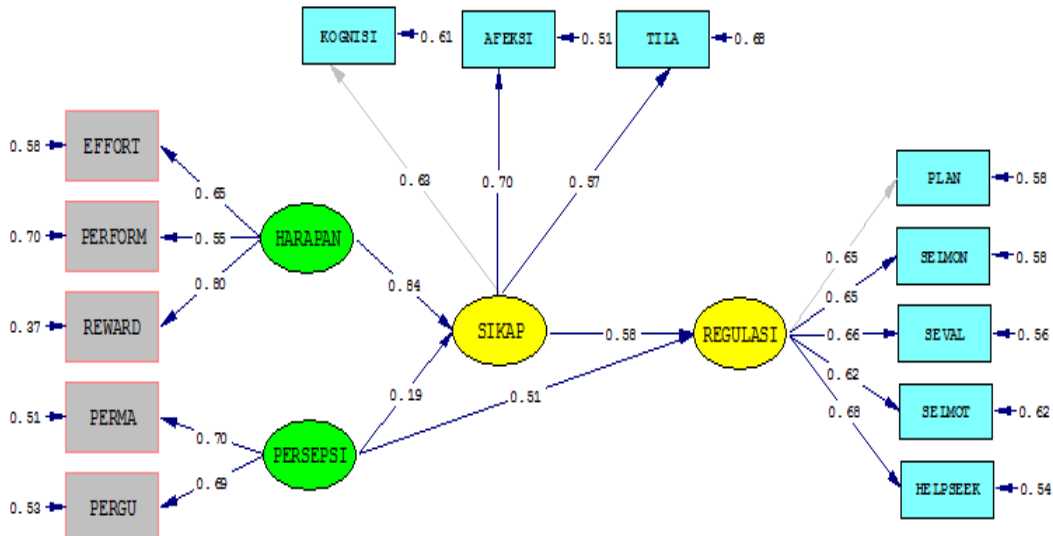 KOGNISI
0.61
AFEKSI
0.51
TILA
0.68
0.58
EFFORT
0.65
0.70
PERFORM
0.55
HARAPAN
0.80
0.37
REWARD
0.63
0.70
0.57
0.84
SIKAP
0.58
REGULASI
0.19
0.51
0.51
PERMA
0.70
PERSEPSI
0.69
0.53
PERGU
PLAN
0.58
0.65
SELMON
0.58
0.65
SEVAL
0.56
0.66
SELMOT
0.62
0.62
HELPSEEK
0.54
0.68